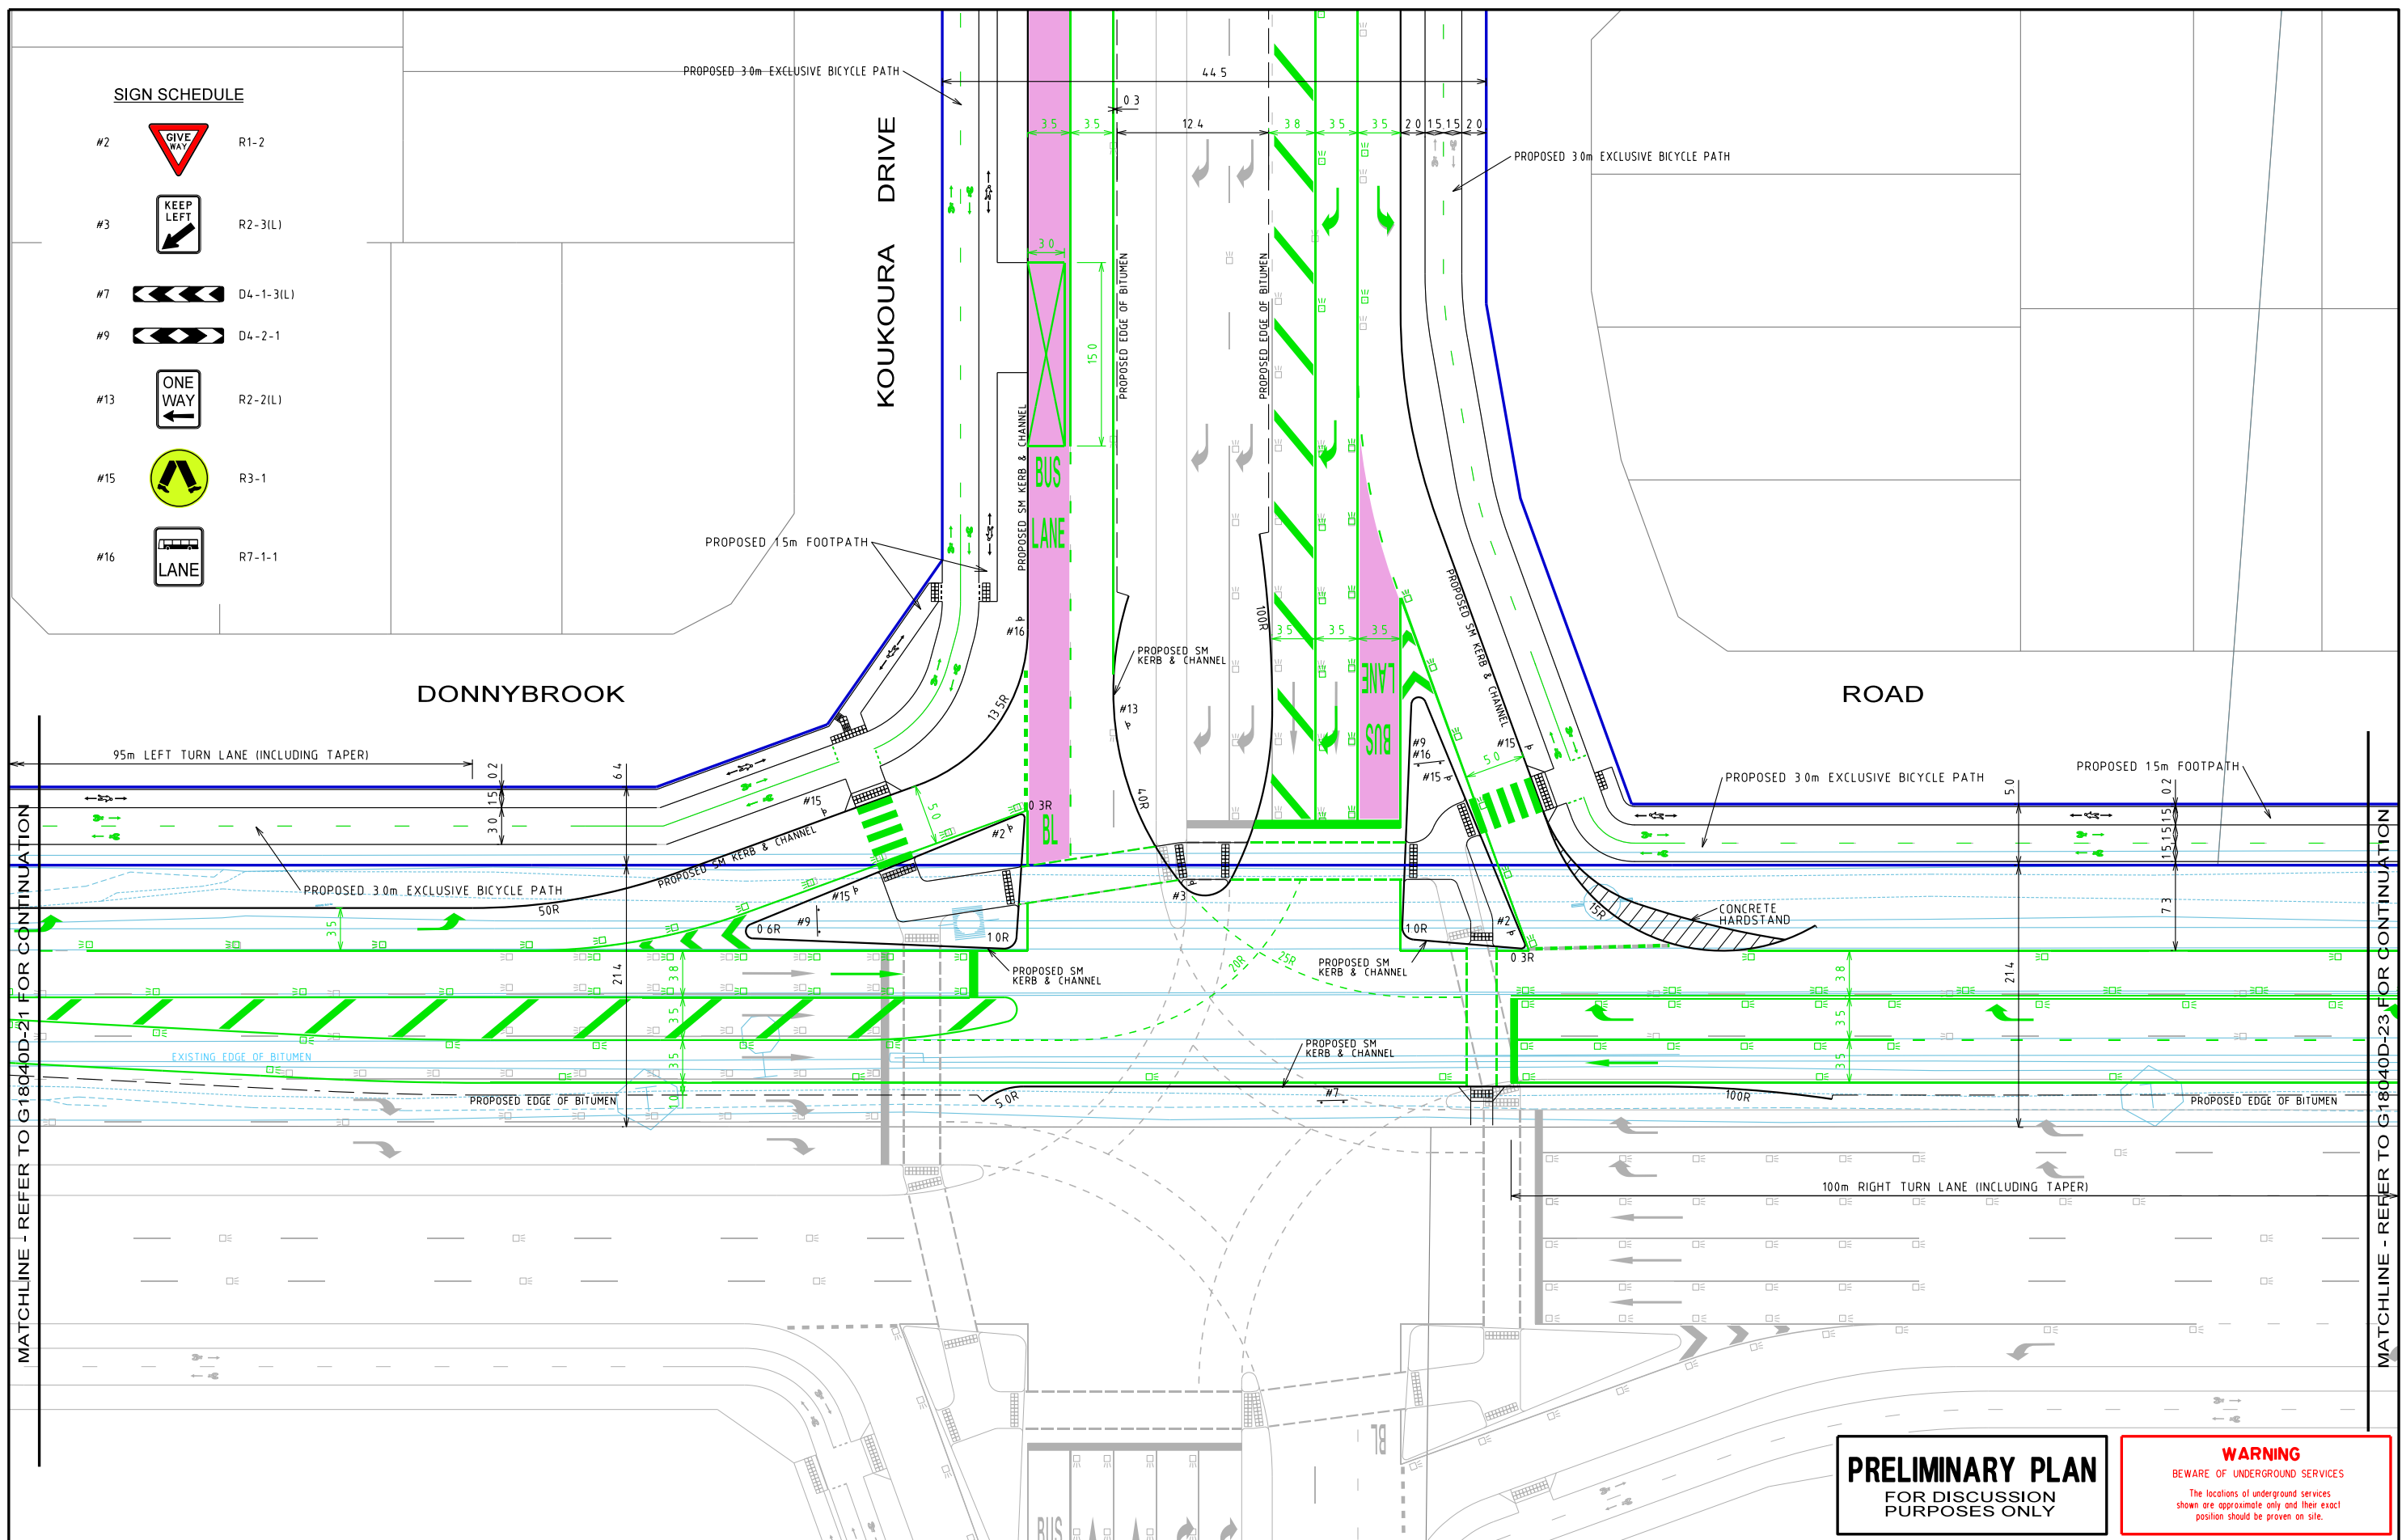 SIGN SCHEDULE
#2
GIVE
WAY
R1-2
#3
KEEP
LEFT
R2-3(L)
#7
D4-1-3(L)
#9
D4-2-1
#13
ONE
WAY
R2-2(L)
#15
R3-1
#16
LANE
R7-1-1
PROPOSED 3.0m EXCLUSIVE BICYCLE PATH
KOUKOURA DRIVE
44.5
0.3
3.5
3.5
12.4
3.8
3.5
3.5
2.0
1.5
1.5
2.0
PROPOSED 3.0m EXCLUSIVE BICYCLE PATH
3.0
15.0
PROPOSED EDGE OF BITUMEN
PROPOSED EDGE OF BITUMEN
PROPOSED SM KERB & CHANNEL
BUS
LANE
PROPOSED 1.5m FOOTPATH
#16
100R
3.5
3.5
3.5
PROPOSED SM KERB & CHANNEL
PROPOSED SM
KERB & CHANNEL
LANE
BUS
DONNYBROOK
ROAD
13.5R
#13
#9
#16
#15
#15
5.0
95m LEFT TURN LANE (INCLUDING TAPER)
0.2
1.5
3.0
6.4
#15
5.0
0.3R
BL
#2
40R
PROPOSED 3.0m EXCLUSIVE BICYCLE PATH
5.0
PROPOSED 1.5m FOOTPATH
0.2
1.5
1.5
1.5
PROPOSED SM KERB & CHANNEL
PROPOSED 3.0m EXCLUSIVE BICYCLE PATH
50R
#15
#9
0.6R
1.0R
#3
1.0R
#2
0.3R
15R
CONCRETE
HARDSTAND
7.3
3.5
PROPOSED SM
KERB & CHANNEL
20R
25R
PROPOSED SM
KERB & CHANNEL
21.4
3.8
3.5
3.5
1.0
21.4
3.8
3.5
3.5
EXISTING EDGE OF BITUMEN
PROPOSED EDGE OF BITUMEN
5.0R
PROPOSED SM
KERB & CHANNEL
#7
100R
PROPOSED EDGE OF BITUMEN
100m RIGHT TURN LANE (INCLUDING TAPER)
MATCHLINE - REFER TO G18040D-21 FOR CONTINUATION
MATCHLINE - REFER TO G18040D-23 FOR CONTINUATION
BL
BUS
PRELIMINARY PLAN
FOR DISCUSSION
PURPOSES ONLY
WARNING
BEWARE OF UNDERGROUND SERVICES
The locations of underground services
shown are approximate only and their exact
position should be proven on site.